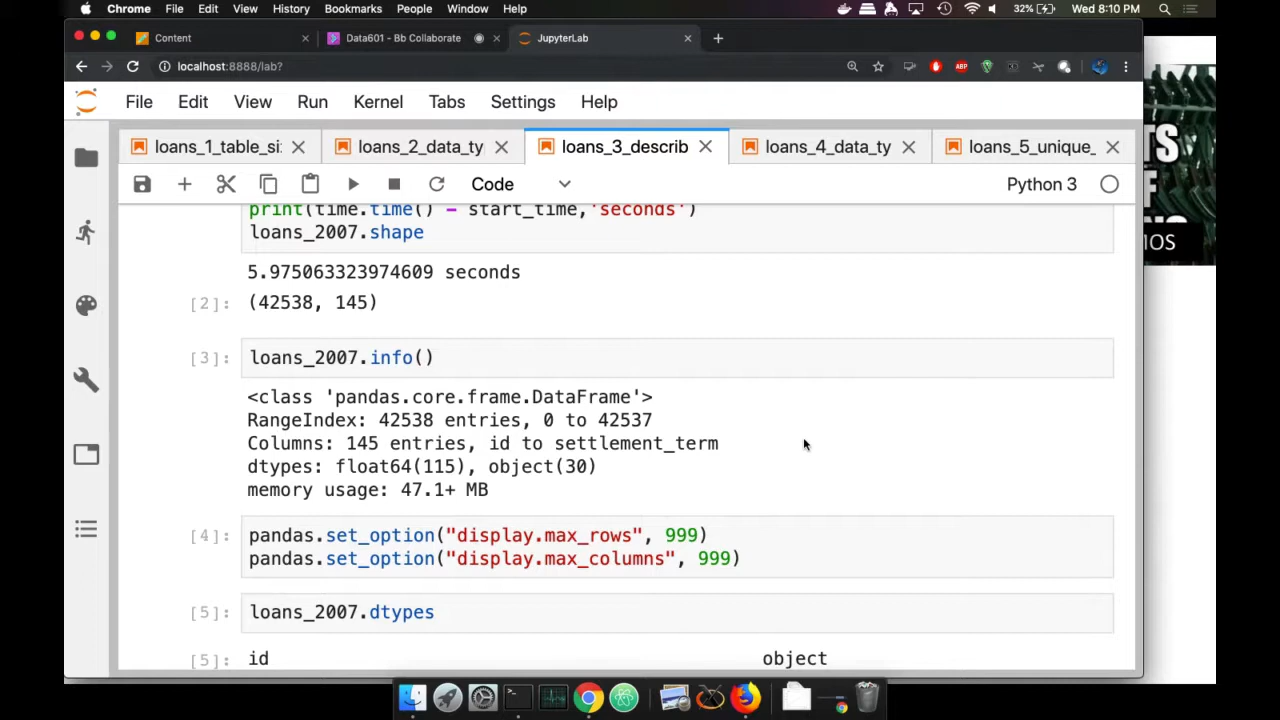 Chrome File Edit View History Bookmarks People Window Help 32% Wed 8:10 PM
Content Data601 - Bb Collaborate JupyterLab
localhost:8888/lab?
ABP
File Edit View Run Kernel Tabs Settings Help
loans_1_table_si: loans_2_data_ty loans_3_describ loans_4_data_ty loans_5_unique_
Code Python 3
print(time.time() - start_time,'seconds')
loans_2007.shape
5.975063323974609 seconds
[2]: (42538, 145)
[3]: loans_2007.info()
<class 'pandas.core.frame.DataFrame'>
RangeIndex: 42538 entries, 0 to 42537
Columns: 145 entries, id to settlement_term
dtypes: float64(115), object(30)
memory usage: 47.1+ MB
[4]: pandas.set_option("display.max_rows", 999)
pandas.set_option("display.max_columns", 999)
[5]: loans_2007.dtypes
[5]: id object